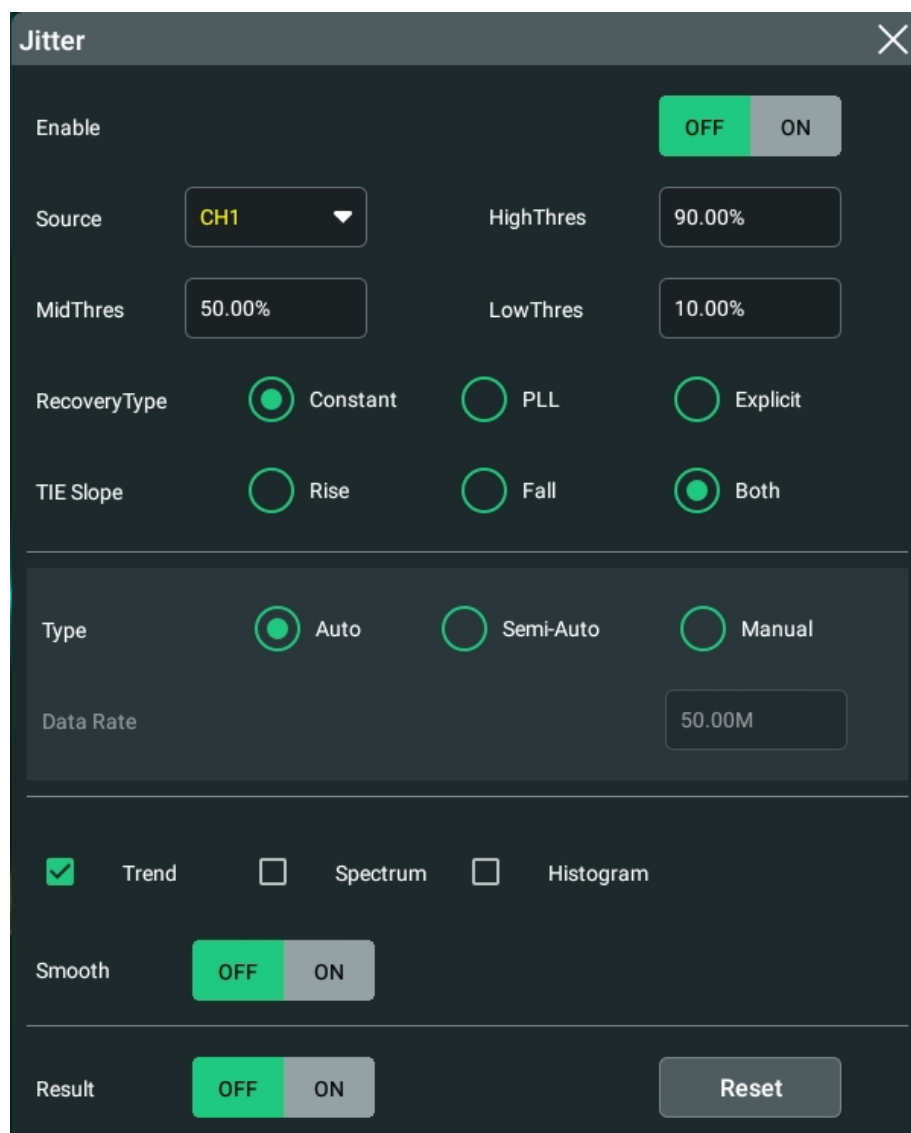 Jitter
Enable OFF ON
Source CH1 HighThres 90.00%
MidThres 50.00% LowThres 10.00%
RecoveryType Constant PLL Explicit
TIE Slope Rise Fall Both
Type Auto Semi-Auto Manual
Data Rate 50.00M
Trend Spectrum Histogram
Smooth OFF ON
Result OFF ON Reset